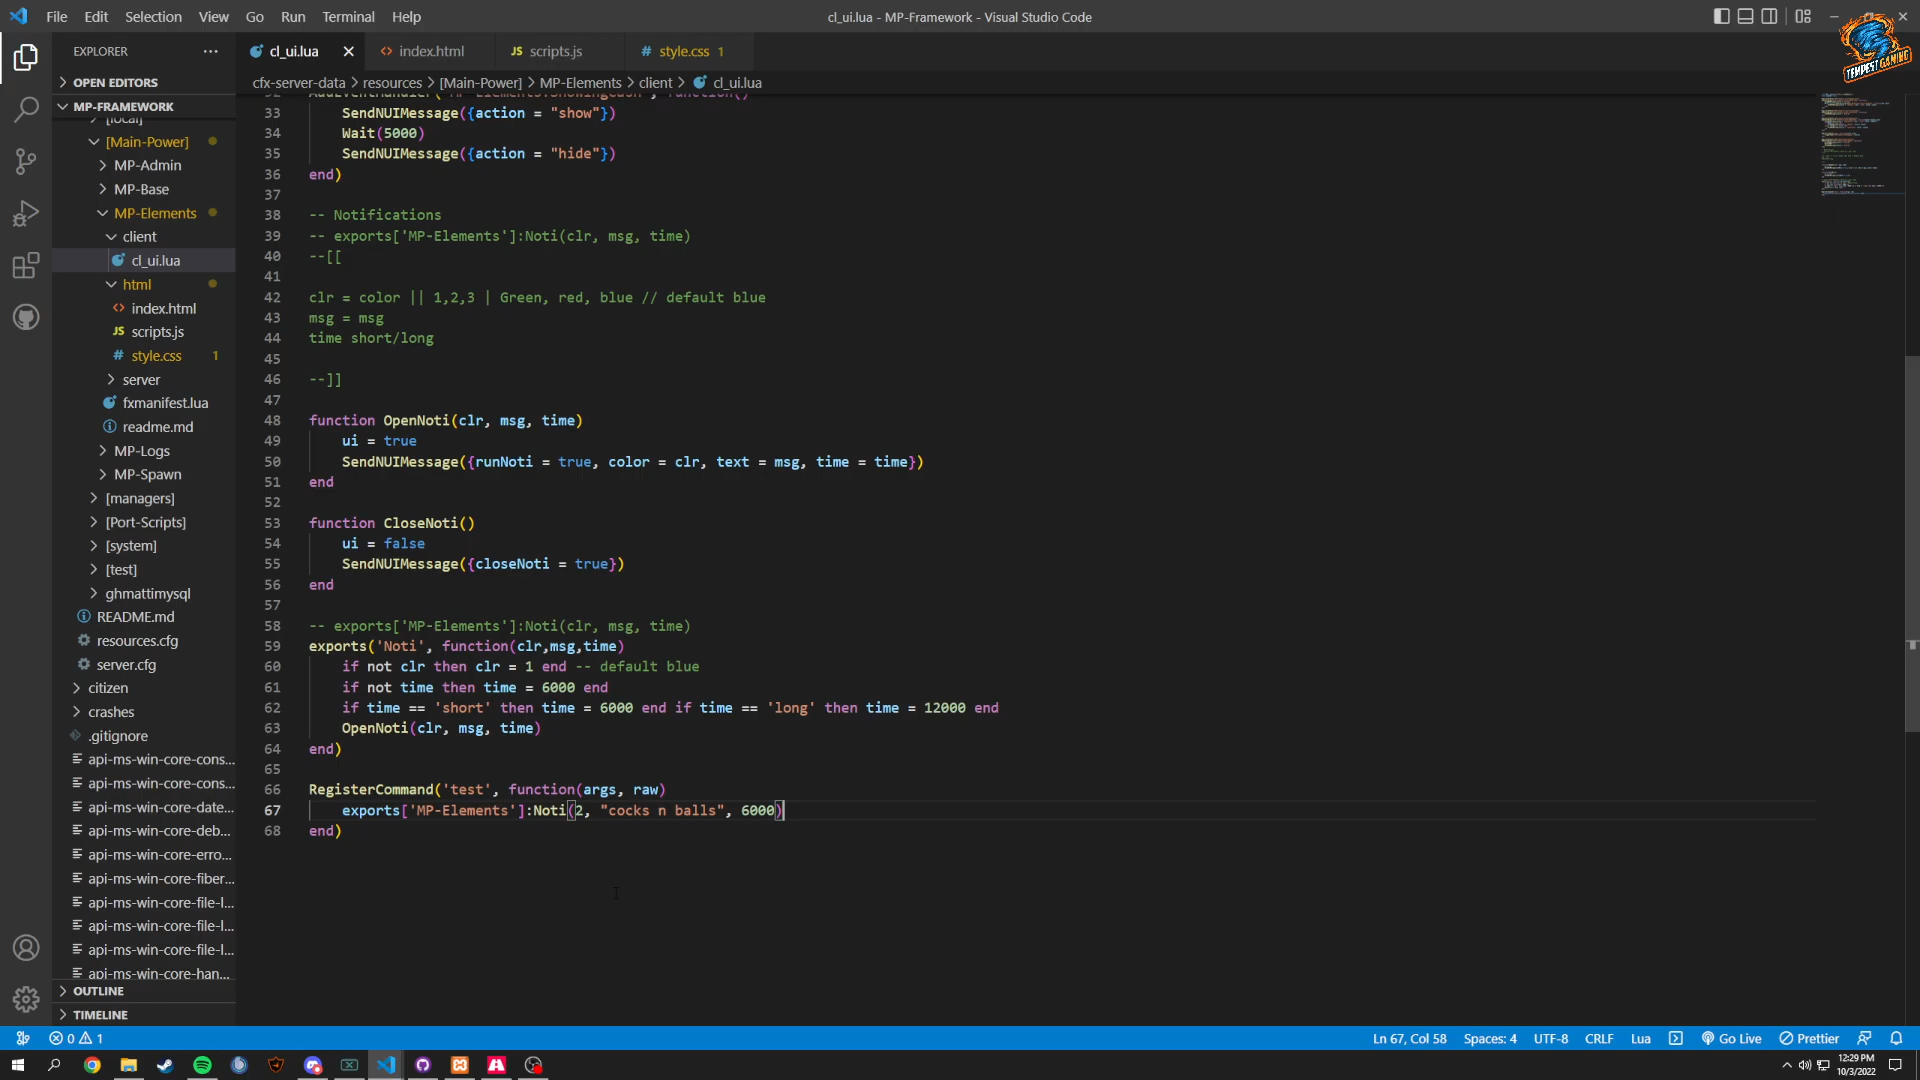 File Edit Selection View Go Run Terminal Help
cl_ui.lua - MP-Framework - Visual Studio Code
TEMPEST GAMING
EXPLORER
OPEN EDITORS
MP-FRAMEWORK
[local]
[Main-Power]
MP-Admin
MP-Base
MP-Elements
client
cl_ui.lua
html
index.html
JS scripts.js
# style.css 1
server
fxmanifest.lua
readme.md
MP-Logs
MP-Spawn
[managers]
[Port-Scripts]
[system]
[test]
ghmattimysql
README.md
resources.cfg
server.cfg
citizen
crashes
.gitignore
api-ms-win-core-cons...
api-ms-win-core-cons...
api-ms-win-core-date...
api-ms-win-core-deb...
api-ms-win-core-erro...
api-ms-win-core-fiber...
api-ms-win-core-file-l...
api-ms-win-core-file-l...
api-ms-win-core-file-l...
api-ms-win-core-han...
OUTLINE
TIMELINE
cl_ui.lua
index.html
JS scripts.js
# style.css 1
cfx-server-data > resources > [Main-Power] > MP-Elements > client > cl_ui.lua
33 SendNUIMessage({action = "show"})
34 Wait(5000)
35 SendNUIMessage({action = "hide"})
36 end)
37
38 -- Notifications
39 -- exports['MP-Elements']:Noti(clr, msg, time)
40 --[[
41
42 clr = color || 1,2,3 | Green, red, blue // default blue
43 msg = msg
44 time short/long
45
46 --]]
47
48 function OpenNoti(clr, msg, time)
49 ui = true
50 SendNUIMessage({runNoti = true, color = clr, text = msg, time = time})
51 end
52
53 function CloseNoti()
54 ui = false
55 SendNUIMessage({closeNoti = true})
56 end
57
58 -- exports['MP-Elements']:Noti(clr, msg, time)
59 exports('Noti', function(clr,msg,time)
60 if not clr then clr = 1 end -- default blue
61 if not time then time = 6000 end
62 if time == 'short' then time = 6000 end if time == 'long' then time = 12000 end
63 OpenNoti(clr, msg, time)
64 end)
65
66 RegisterCommand('test', function(args, raw)
67 exports['MP-Elements']:Noti(2, "cocks n balls", 6000)
68 end)
0 1
Ln 67, Col 58 Spaces: 4 UTF-8 CRLF Lua Go Live Prettier
12:29 PM
10/3/2022